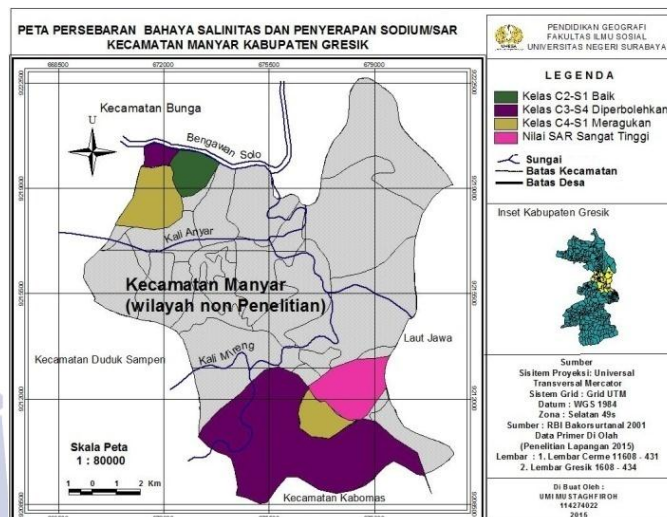 PETA PERSEBARAN BAHAYA SALINITAS DAN PENYERAPAN SODIUM/SAR
KECAMATAN MANYAR KABUPATEN GRESIK
668500
672000
675500
679000
Kecamatan Bunga
Bengawan Solo
U
Kali Anyar
Kecamatan Manyar
(wilayah non Penelitian)
Laut Jawa
Kecamatan Duduk Sampen
Kali Mireng
Skala Peta
1 : 80000
1 0 1 2 Km
Kecamatan Kabomas
PENDIDIKAN GEOGRAFI
FAKULTAS ILMU SOSIAL
UNIVERSITAS NEGERI SURABAYA
LEGENDA
Kelas C2-S1 Baik
Kelas C3-S4 Diperbolehkan
Kelas C4-S1 Meragukan
Nilai SAR Sangat Tinggi
Sungai
Batas Kecamatan
Batas Desa
Inset Kabupaten Gresik
Sumber
Sisitem Proyeksi: Universal
Transversal Mercator
Sistem Grid : Grid UTM
Datum : WGS 1984
Zona : Selatan 49s
Sumber : RBI Bakorsurtanal 2001
Data Primer Di Olah
(Penelitian Lapangan 2015)
Lembar : 1. Lembar Cerme 11608 - 431
2. Lembar Gresik 1608 - 434
Di Buat Oleh :
UMI MUSTAGHFIROH
114274022
2015